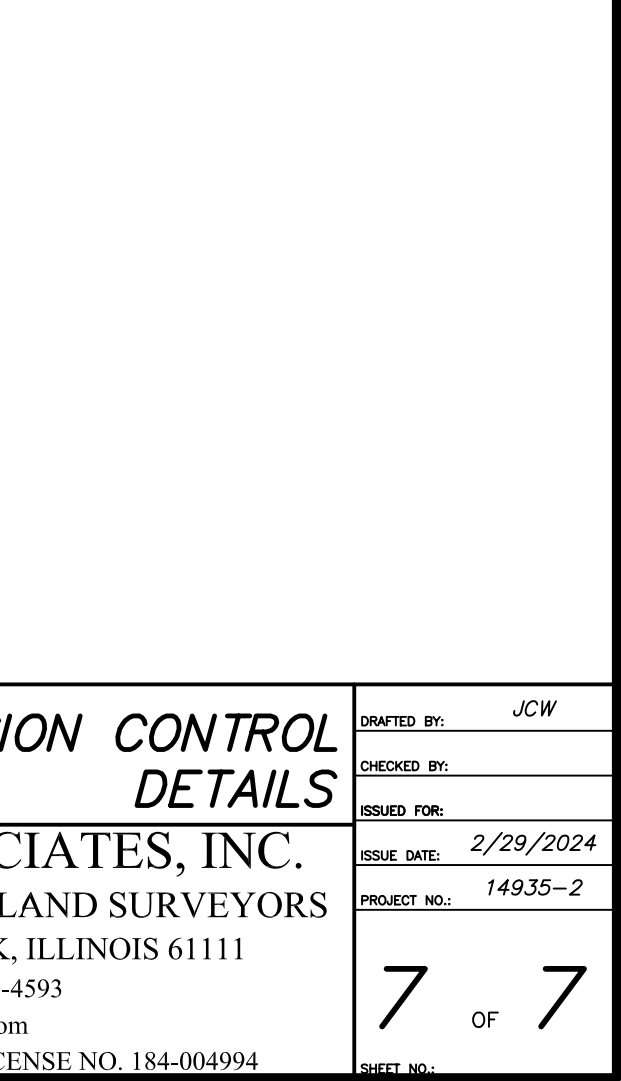 ION CONTROL
DETAILS
CIATES, INC.
LAND SURVEYORS
K, ILLINOIS 61111
-4593
om
CENSE NO. 184-004994
DRAFTED BY: JCW
CHECKED BY:
ISSUED FOR:
ISSUE DATE: 2/29/2024
PROJECT NO.: 14935-2
7 OF 7
SHEET NO.: